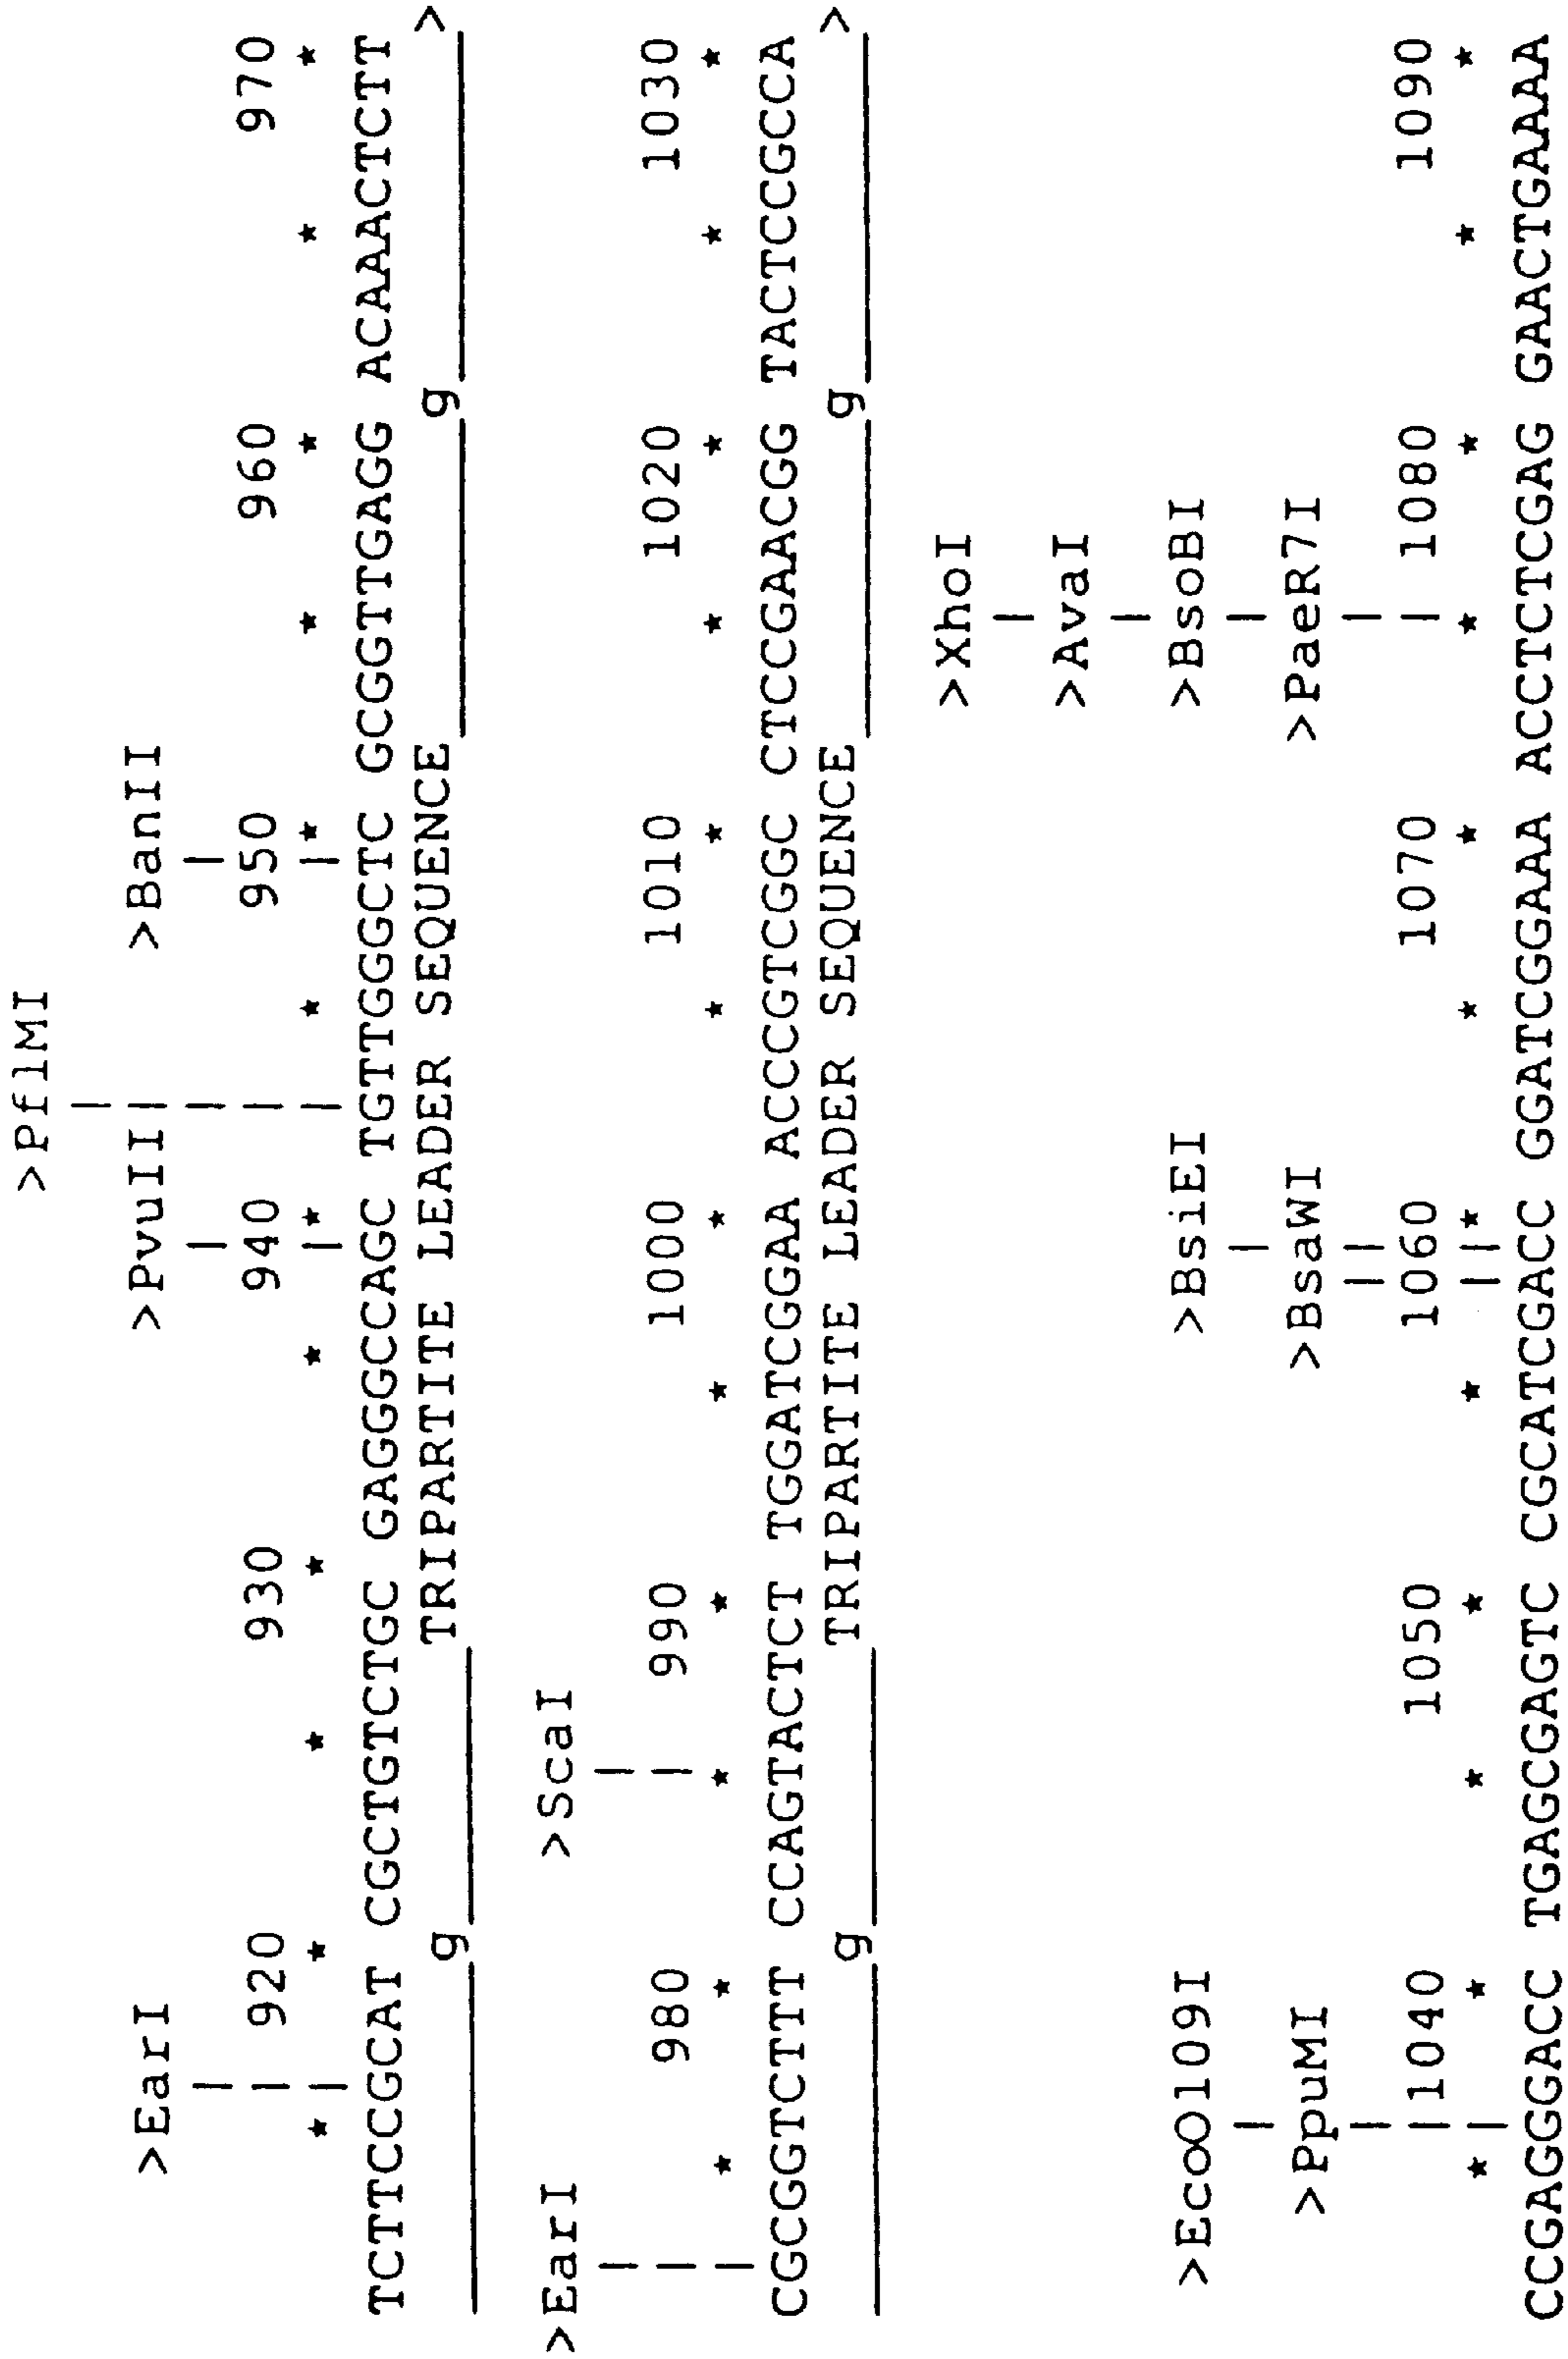 >PflMI
>EarI >PvuII >BanII
920 930 940 950 960 970
* * * * * * * * * * * *
TCTTCCGCAT CGCTGTCTGC GAGGGCCAGC TGTTGGGCTC GCGGTTGAGG ACAAACTCTT
g TRIPARTITE LEADER SEQUENCE g >
>EarI >ScaI
980 990 1000 1010 1020 1030
* * * * * * * * * * * *
CGCGGTCTTT CCAGTACTCT TGGATCGGAA ACCCGTCGGC CTCCGAACGG TACTCCGCCA
g TRIPARTITE LEADER SEQUENCE g >
>XhoI
>AvaI
>EcoO109I >BsiEI >BsoBI
>PpuMI >BsaWI >PaeR7I
1040 1050 1060 1070 1080 1090
* * * * * * * * * * * *
CCGAGGGACC TGAGCGAGTC CGCATCGACC GGATCGGAAA ACCTCTCGAG GAACTGAAAA